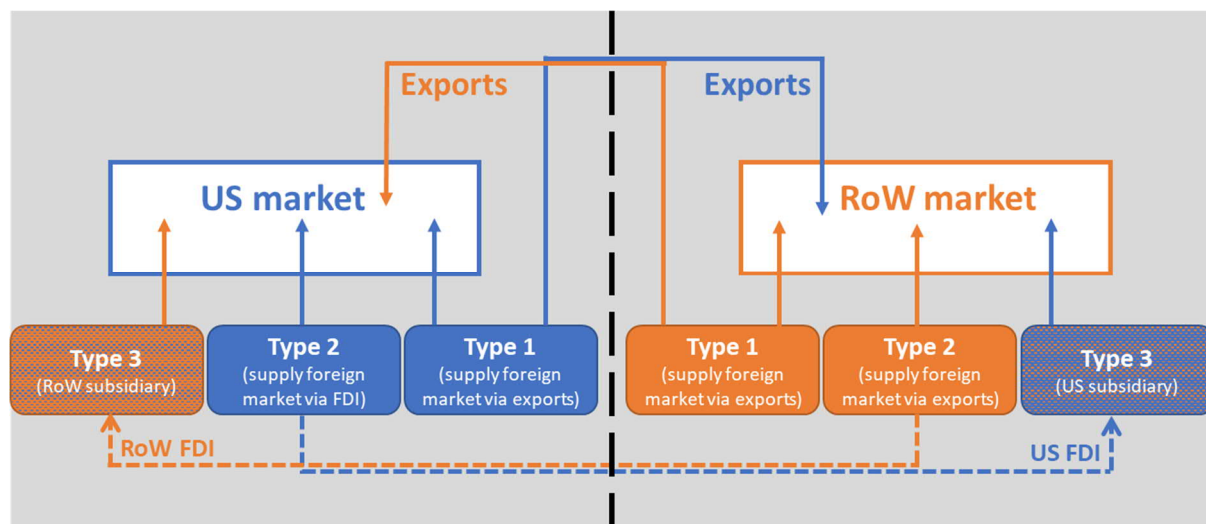 Exports
Exports
US market
RoW market
Type 3
(RoW subsidiary)
Type 2
(supply foreign
market via FDI)
Type 1
(supply foreign
market via exports)
Type 1
(supply foreign
market via exports)
Type 2
(supply foreign
market via exports)
Type 3
(US subsidiary)
RoW FDI
US FDI